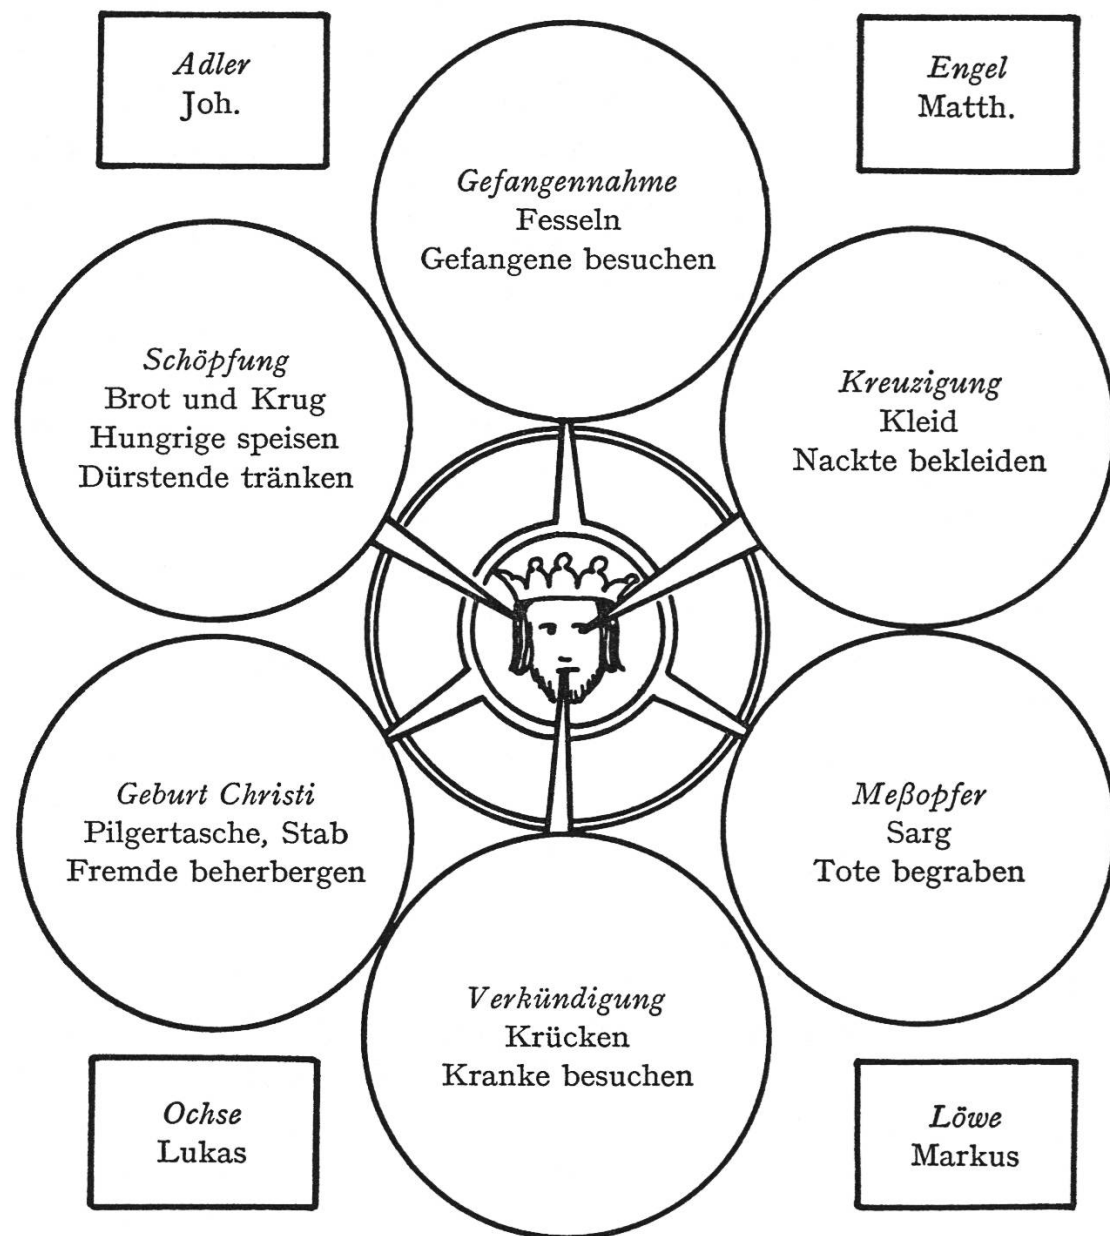 Adler
Joh.
Engel
Matth.
Gefangennahme
Fesseln
Gefangene besuchen
Schöpfung
Brot und Krug
Hungrige speisen
Dürstende tränken
Kreuzigung
Kleid
Nackte bekleiden
Geburt Christi
Pilgertasche, Stab
Fremde beherbergen
Meßopfer
Sarg
Tote begraben
Verkündigung
Krücken
Kranke besuchen
Ochse
Lukas
Löwe
Markus